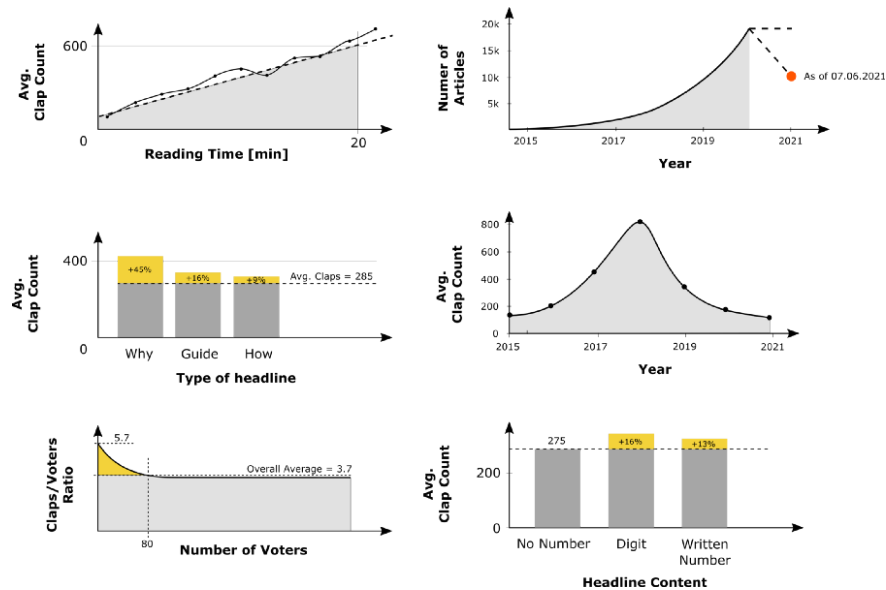 600
Avg.
Clap Count
0
20
Reading Time [min]
20k
15k
10k
5k
Numer of
Articles
As of 07.06.2021
2015
2017
2019
2021
Year
400
Avg.
Clap Count
+45%
+16%
+9%
Avg. Claps = 285
0
Why
Guide
How
Type of headline
800
600
400
200
0
Avg.
Clap Count
2015
2017
2019
2021
Year
5.7
Claps/Voters
Ratio
Overall Average = 3.7
80
Number of Voters
275
+16%
+13%
200
0
Avg.
Clap Count
No Number
Digit
Written
Number
Headline Content